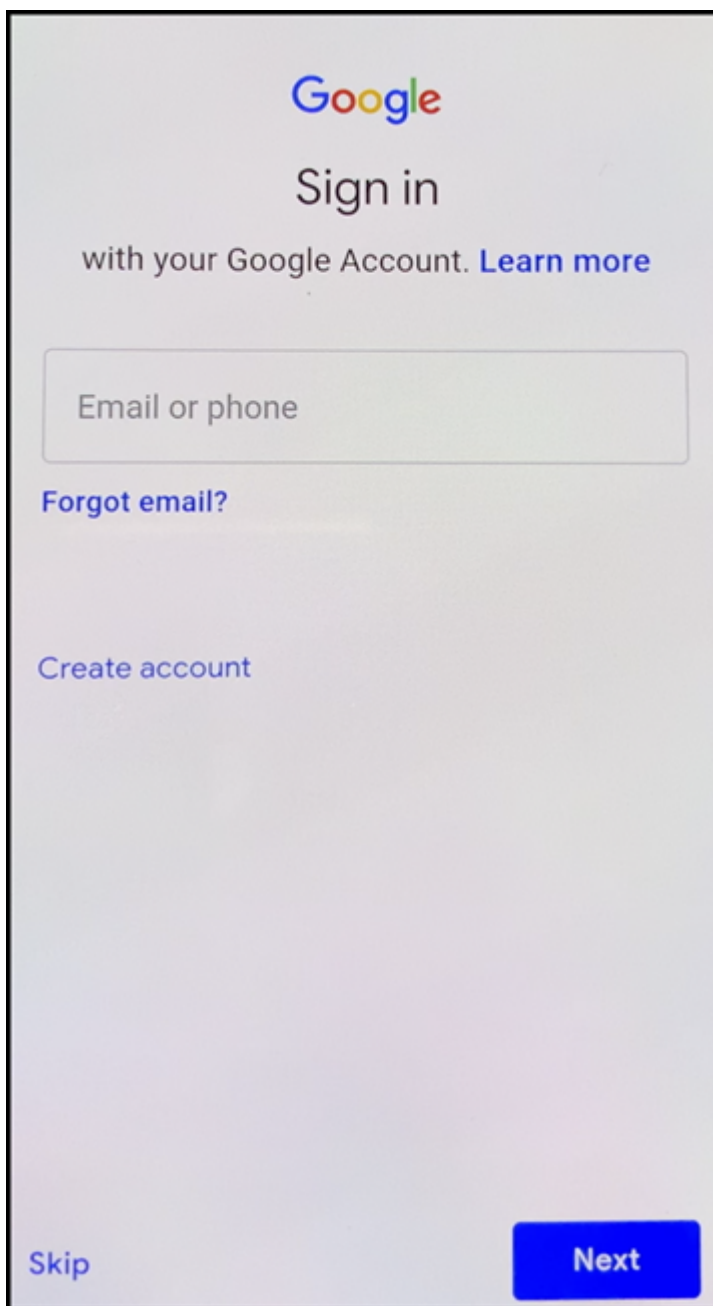 Google
Sign in
with your Google Account. Learn more
Email or phone
Forgot email?
Create account
Skip
Next